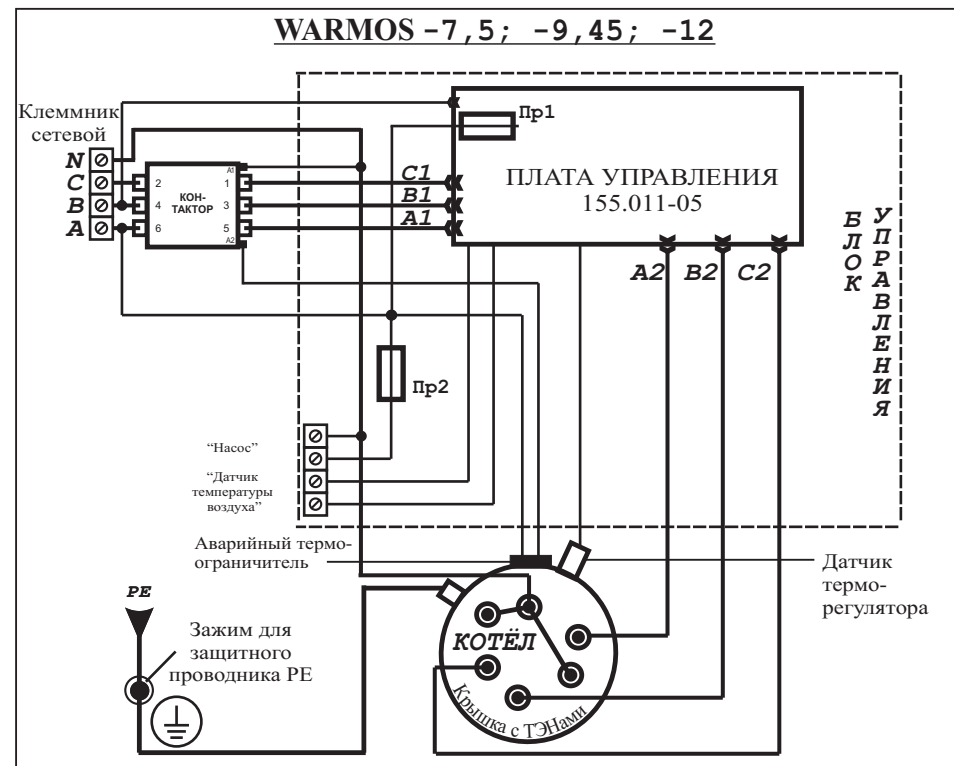 WARMOS -7,5; -9,45; -12
Клеммник
сетевой
N
C
B
A
2
4
6
КОН-
ТАКТОР
A1
1
3
5
A2
C1
B1
A1
Пр1
ПЛАТА УПРАВЛЕНИЯ
155.011-05
A2
B2
C2
БЛОК
УПРАВЛЕНИЯ
Пр2
“Насос”
“Датчик
температуры
воздуха”
Аварийный термо-
ограничитель
Датчик
термо-
регулятора
PE
Зажим для
защитного
проводника PE
КОТЁЛ
Крышка с ТЭНами